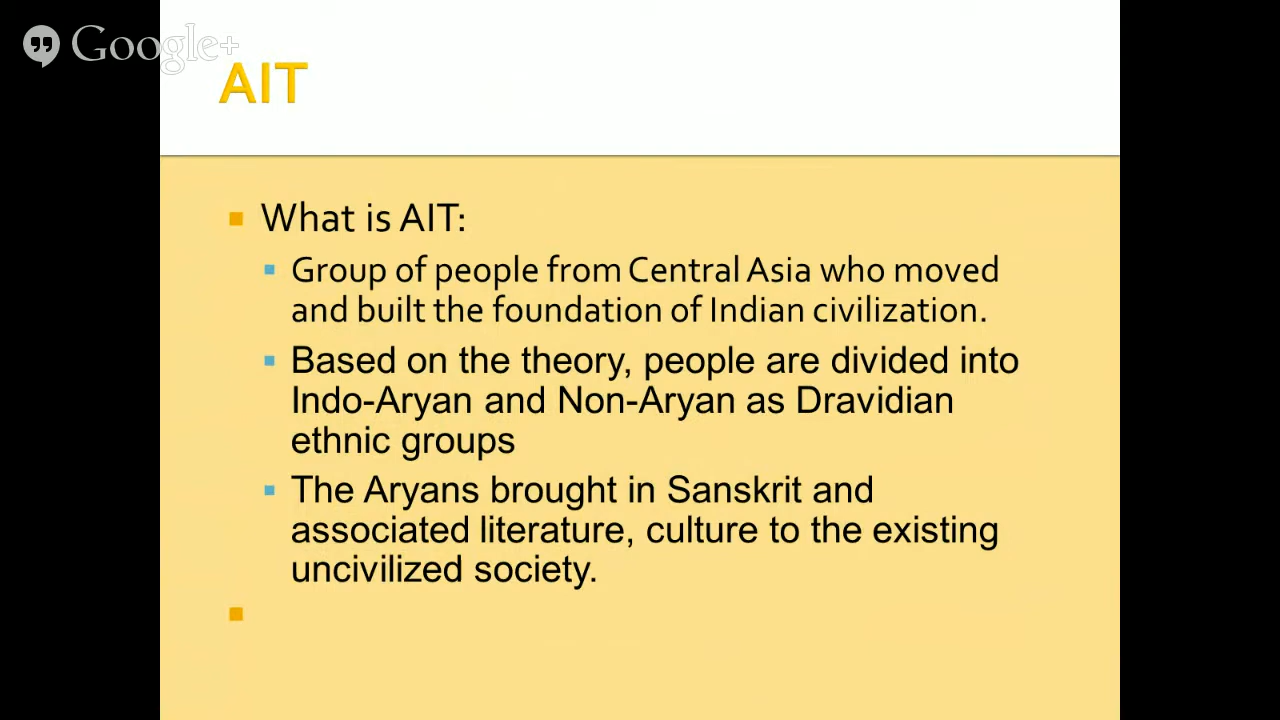 Google+
AIT
What is AIT:
Group of people from Central Asia who moved
and built the foundation of Indian civilization.
Based on the theory, people are divided into
Indo-Aryan and Non-Aryan as Dravidian
ethnic groups
The Aryans brought in Sanskrit and
associated literature, culture to the existing
uncivilized society.